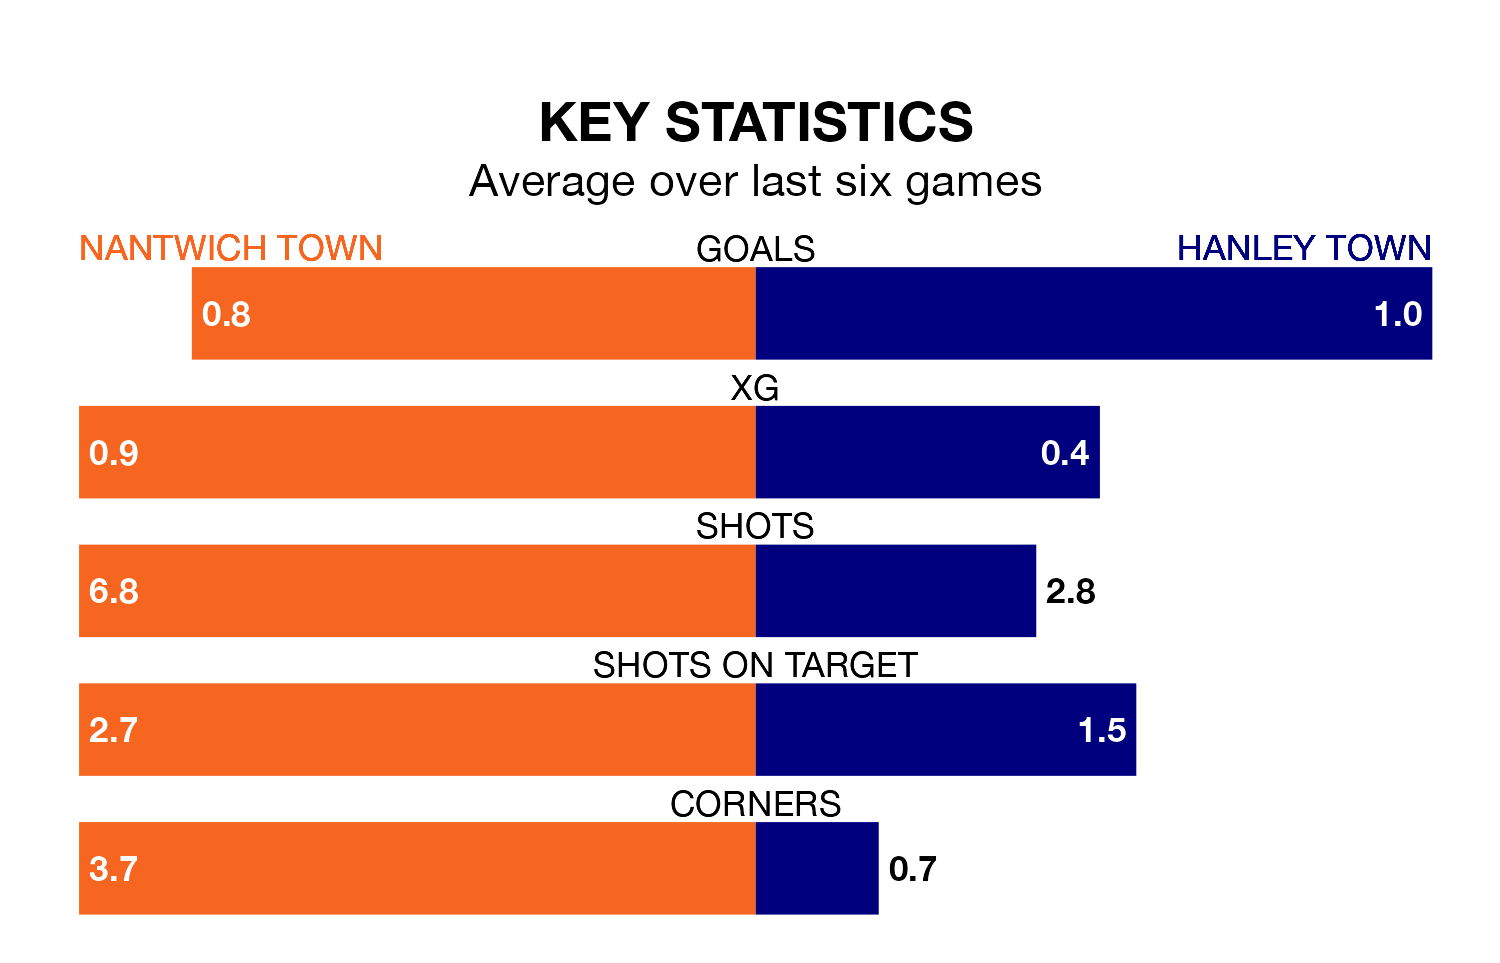 KEY STATISTICS
Average over last six games
NANTWICH TOWN GOALS HANLEY TOWN
0.8 1.0
XG
0.9 0.4
SHOTS
6.8 2.8
SHOTS ON TARGET
2.7 1.5
CORNERS
3.7 0.7